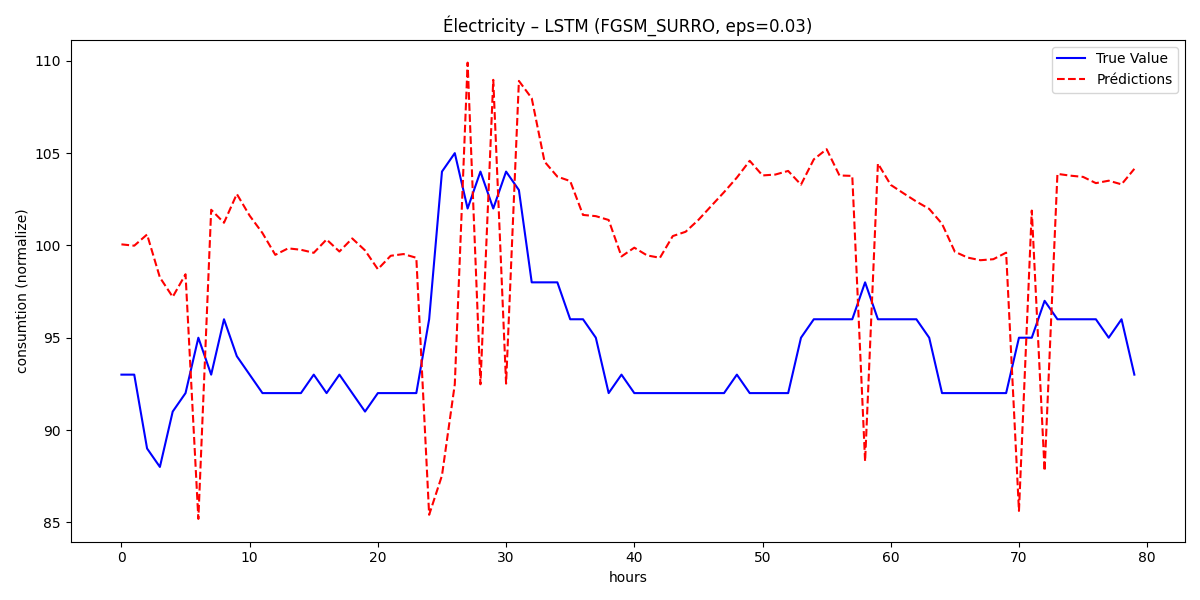 Électricity – LSTM (FGSM_SURRO, eps=0.03)
True Value
Prédictions
consumtion (normalize)
110
105
100
95
90
85
0 10 20 30 40 50 60 70 80
hours